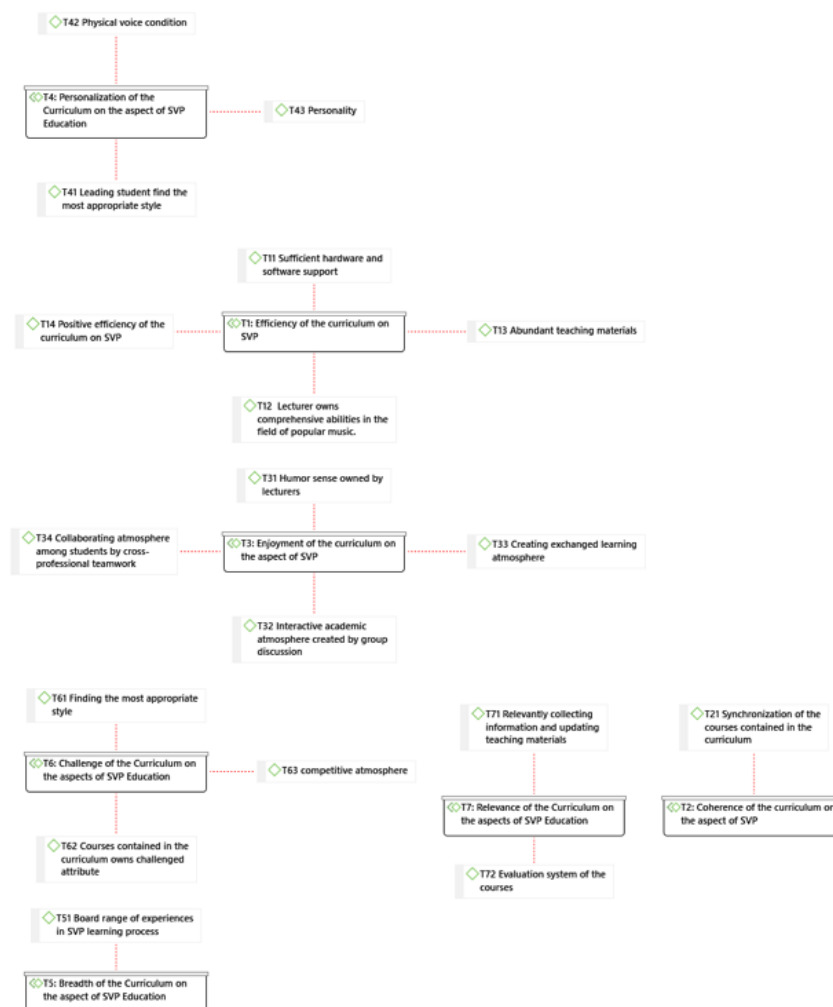 T42 Physical voice condition
T4: Personalization of the
Curriculum on the aspect of SVP
Education
T43 Personality
T41 Leading student find the
most appropriate style
T11 Sufficient hardware and
software support
T14 Positive efficiency of the
curriculum on SVP
T1: Efficiency of the curriculum on
SVP
T13 Abundant teaching materials
T12 Lecturer owns
comprehensive abilities in the
field of popular music.
T31 Humor sense owned by
lecturers
T34 Collaborating atmosphere
among students by cross-
professional teamwork
T3: Enjoyment of the curriculum on
the aspect of SVP
T33 Creating exchanged learning
atmosphere
T32 Interactive academic
atmosphere created by group
discussion
T61 Finding the most appropriate
style
T71 Relevantly collecting
information and updating
teaching materials
T21 Synchronization of the
courses contained in the
curriculum
T6: Challenge of the Curriculum on
the aspects of SVP Education
T63 competitive atmosphere
T7: Relevance of the Curriculum on
the aspects of SVP Education
T2: Coherence of the curriculum on
the aspect of SVP
T62 Courses contained in the
curriculum owns challenged
attribute
T72 Evaluation system of the
courses
T51 Board range of experiences
in SVP learning process
T5: Breadth of the Curriculum on
the aspect of SVP Education